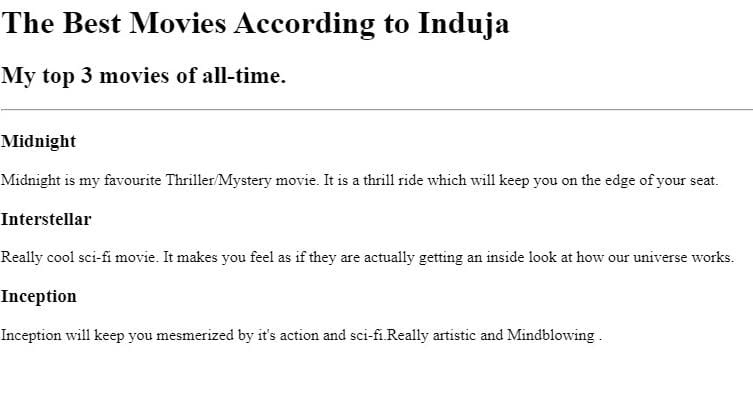 The Best Movies According to Induja
My top 3 movies of all-time.
Midnight
Midnight is my favourite Thriller/Mystery movie. It is a thrill ride which will keep you on the edge of your seat.
Interstellar
Really cool sci-fi movie. It makes you feel as if they are actually getting an inside look at how our universe works.
Inception
Inception will keep you mesmerized by it's action and sci-fi.Really artistic and Mindblowing .